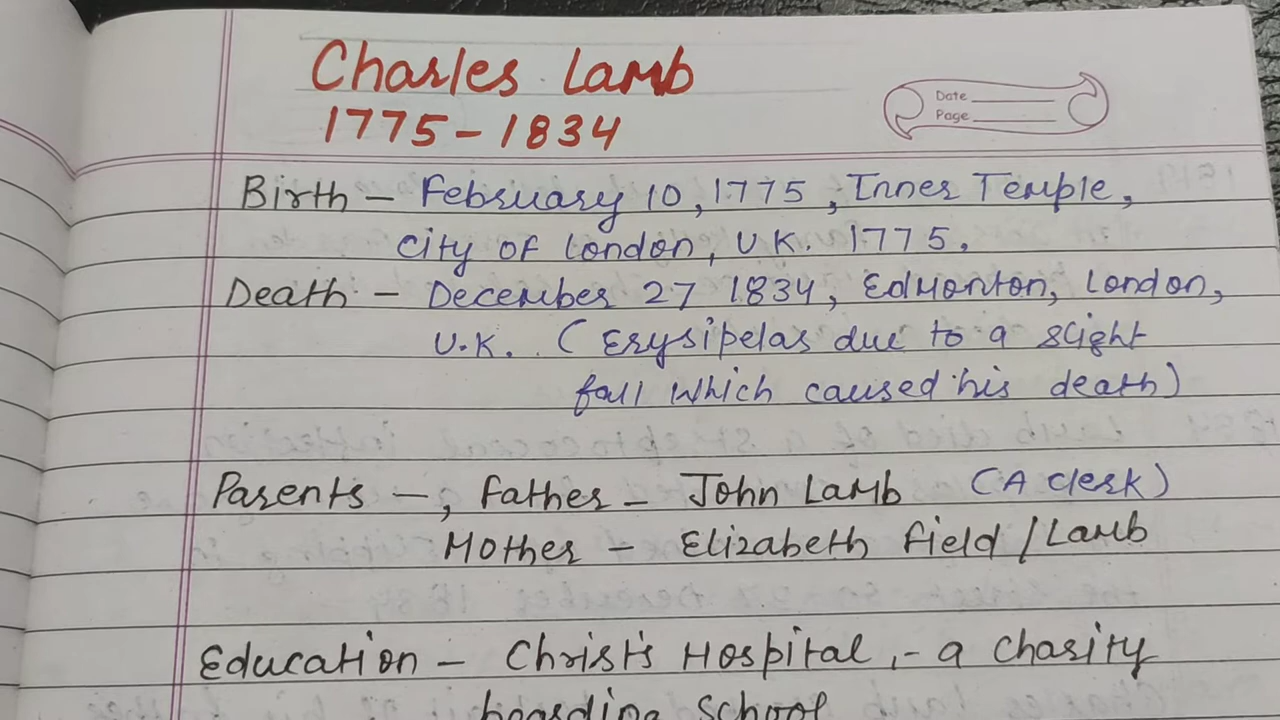 Charles Lamb
1775-1834
Date
Page
Birth - February 10, 1775, Inner Temple,
City of London, U.K. 1775.
Death - December 27 1834, Edmonton, London,
U.K. (Erysipelas due to a slight
fall which caused his death)
Parents -, Father - John Lamb (A clerk)
Mother - Elizabeth Field/Lamb
Education - Christ's Hospital, - a charity
boarding school